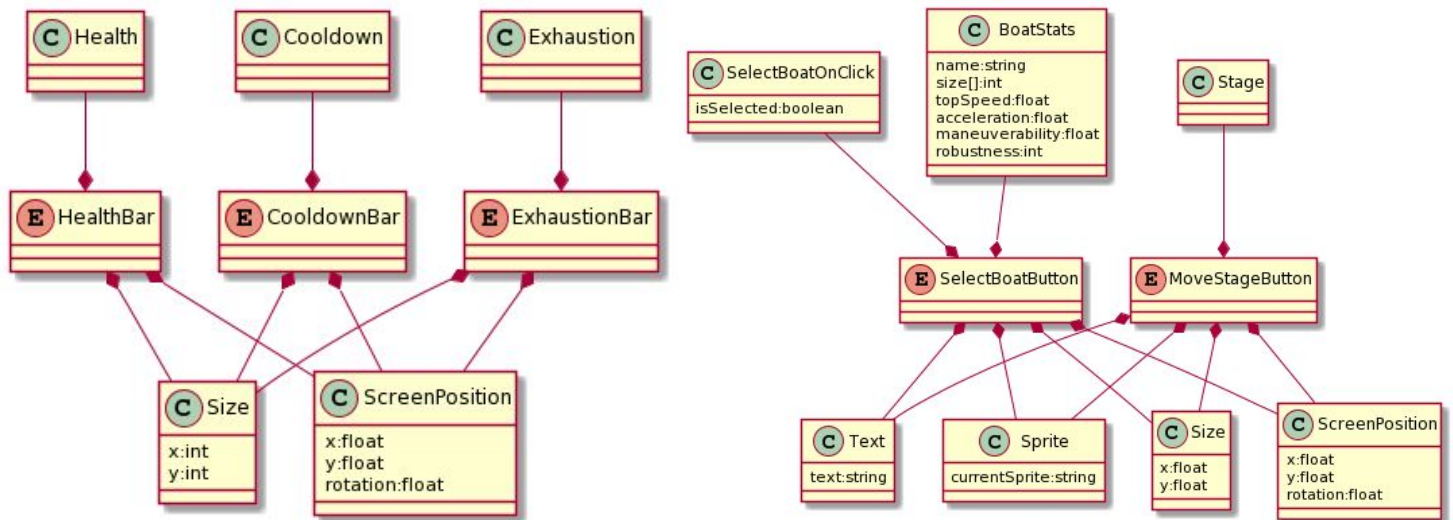 C Health
C Cooldown
C Exhaustion
E HealthBar
E CooldownBar
E ExhaustionBar
C Size
x:int
y:int
C ScreenPosition
x:float
y:float
rotation:float
C SelectBoatOnClick
isSelected:boolean
C BoatStats
name:string
size[]:int
topSpeed:float
acceleration:float
maneuverability:float
robustness:int
C Stage
E SelectBoatButton
E MoveStageButton
C Text
text:string
C Sprite
currentSprite:string
C Size
x:float
y:float
C ScreenPosition
x:float
y:float
rotation:float